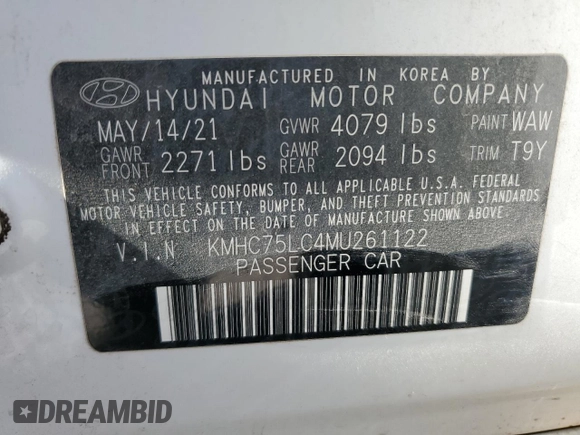 MANUFACTURED IN KOREA BY
HYUNDAI MOTOR COMPANY
MAY/14/21 GVWR 4079 lbs PAINT WAW
GAWR FRONT 2271 lbs GAWR REAR 2094 lbs TRIM T9Y
THIS VEHICLE CONFORMS TO ALL APPLICABLE U.S.A. FEDERAL
MOTOR VEHICLE SAFETY, BUMPER, AND THEFT PREVENTION STANDARDS
IN EFFECT ON THE DATE OF MANUFACTURE SHOWN ABOVE.
V.I.N KMHC75LC4MU261122
PASSENGER CAR
DREAMBID